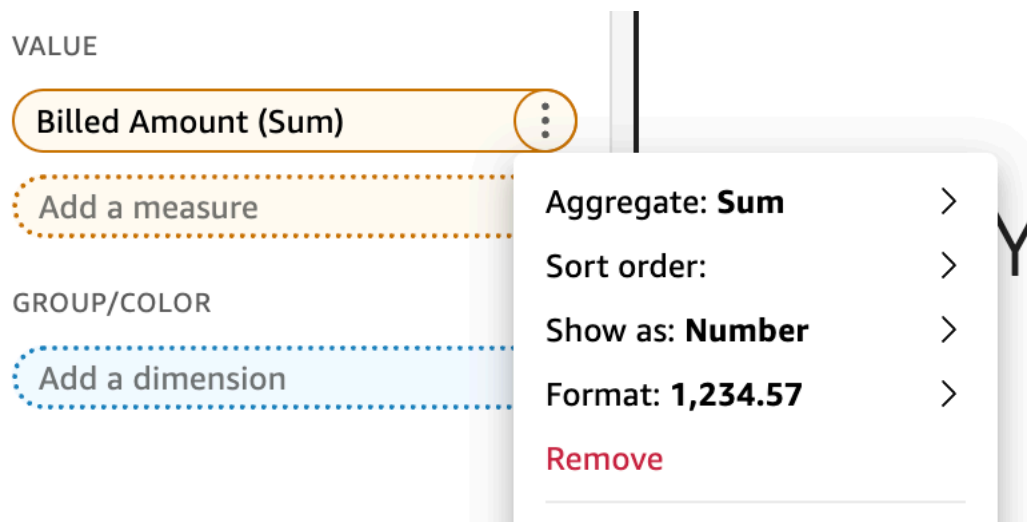 VALUE
Billed Amount (Sum)
Add a measure
GROUP/COLOR
Add a dimension
Aggregate: Sum
Sort order:
Show as: Number
Format: 1,234.57
Remove
Y